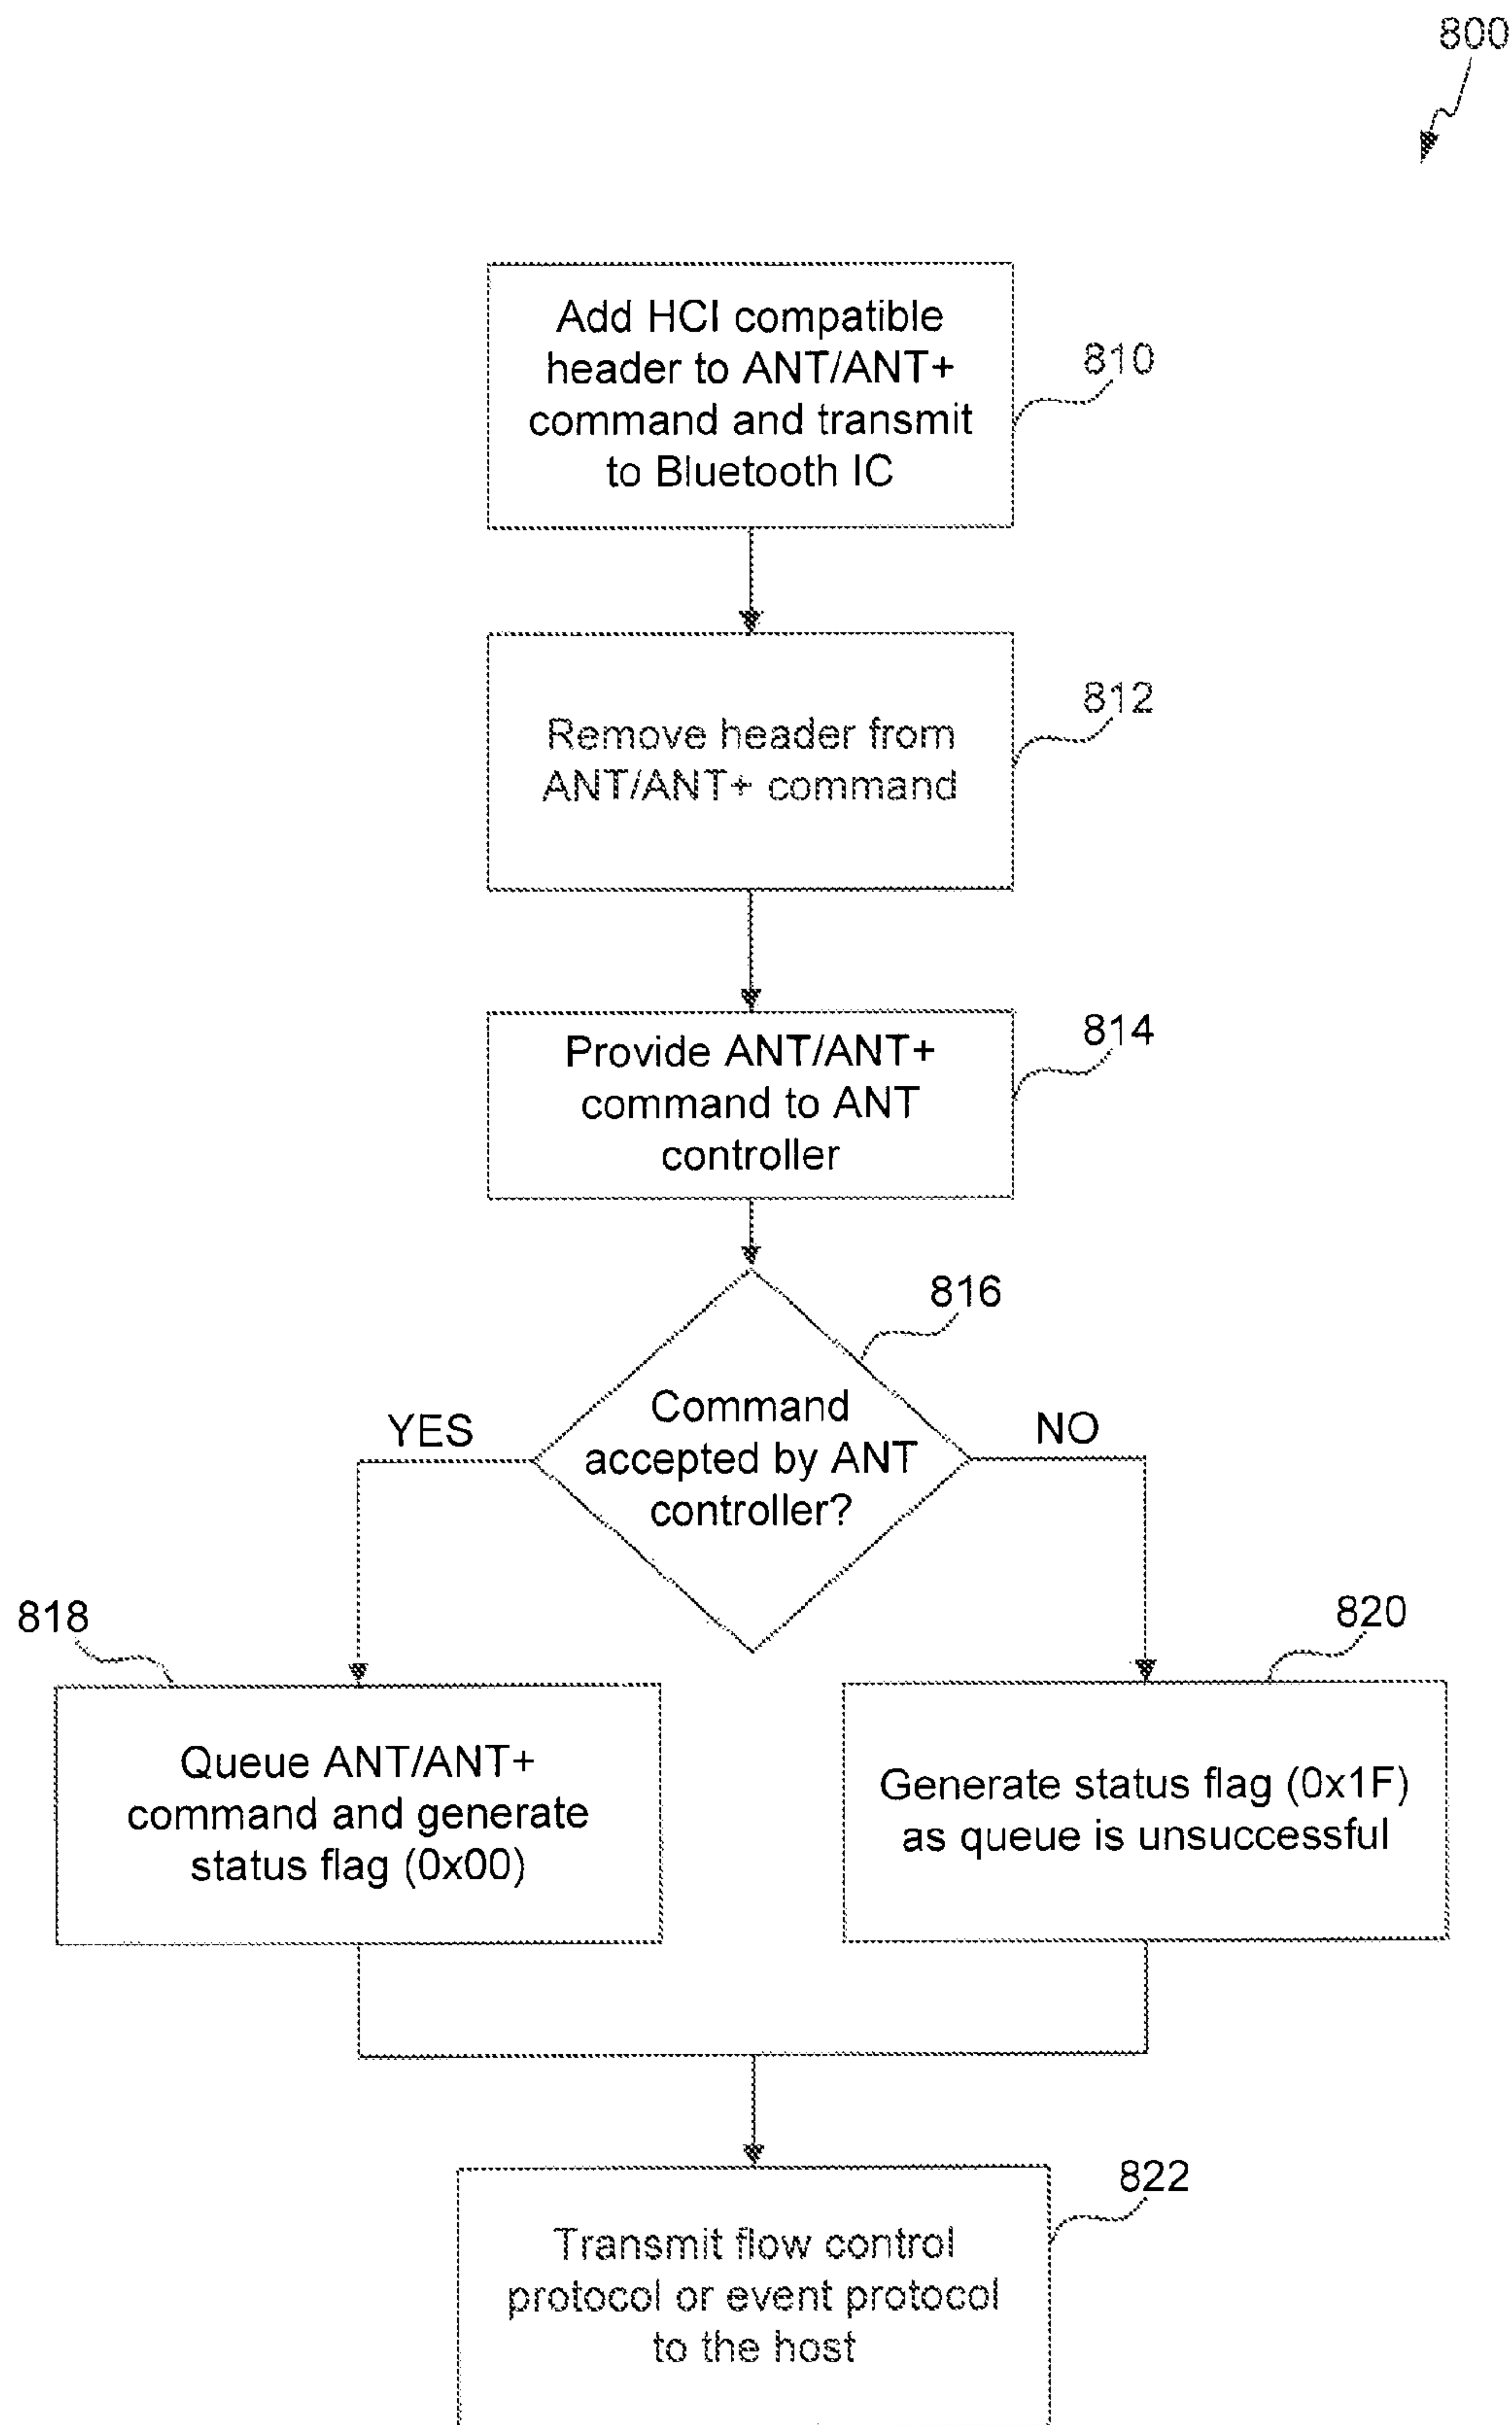 800
Add HCI compatible
header to ANT/ANT+
command and transmit
to Bluetooth IC
810
Remove header from
ANT/ANT+ command
812
Provide ANT/ANT+
command to ANT
controller
814
816
Command
accepted by ANT
controller?
YES
NO
818
820
Queue ANT/ANT+
command and generate
status flag (0x00)
Generate status flag (0x1F)
as queue is unsuccessful
822
Transmit flow control
protocol or event protocol
to the host